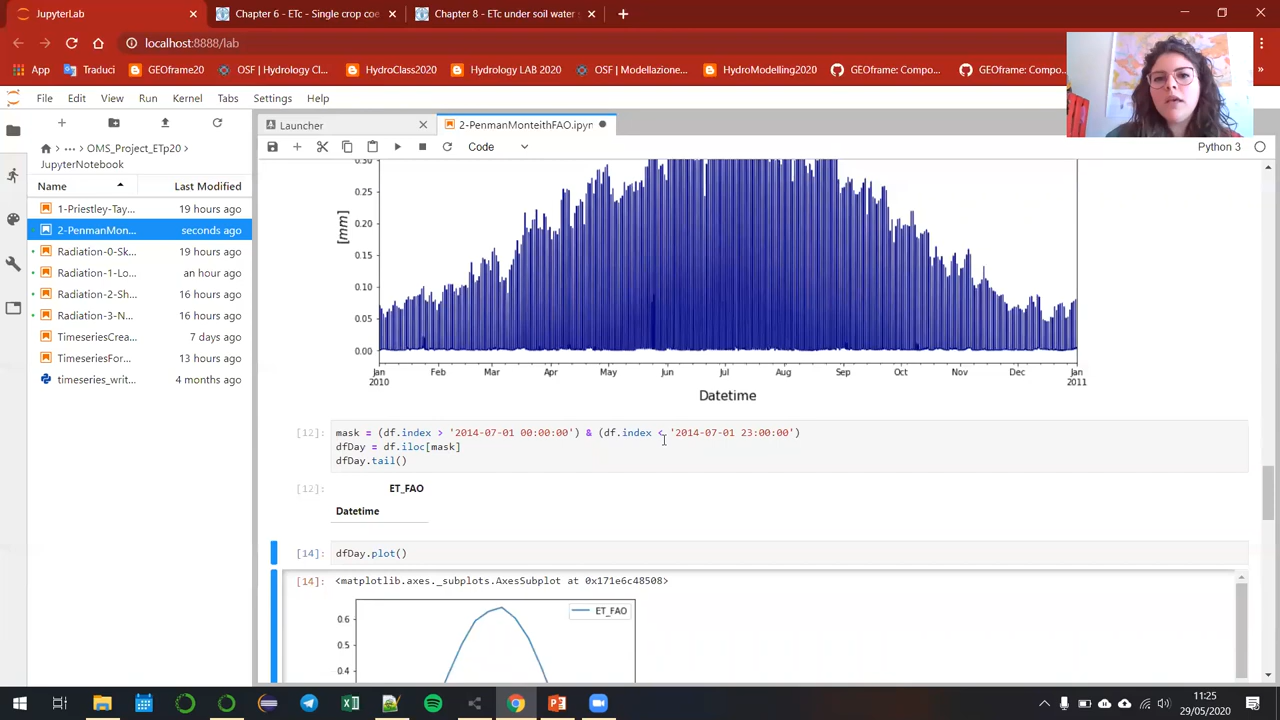 JupyterLab
Chapter 6 - ETc - Single crop coe
Chapter 8 - ETc under soil water s
localhost:8888/lab
App
Traduci
GEOframe20
OSF | Hydrology Cl...
HydroClass2020
Hydrology LAB 2020
OSF | Modellazione...
HydroModelling2020
GEOframe: Compo...
GEOframe: Compo...
File Edit View Run Kernel Tabs Settings Help
Launcher
2-PenmanMonteithFAO.ipynb
Code
Python 3
OMS_Project_ETp20 >
JupyterNotebook
Name Last Modified
1-Priestley-Tay... 19 hours ago
2-PenmanMon... seconds ago
Radiation-0-Sk... 19 hours ago
Radiation-1-Lo... an hour ago
Radiation-2-Sh... 16 hours ago
Radiation-3-N... 16 hours ago
TimeseriesCrea... 7 days ago
TimeseriesFor... 13 hours ago
timeseries_writ... 4 months ago
0.30
0.25
0.20
0.15
0.10
0.05
0.00
[mm]
Jan Feb Mar Apr May Jun Jul Aug Sep Oct Nov Dec Jan
2010 2011
Datetime
[12]: mask = (df.index > '2014-07-01 00:00:00') & (df.index < '2014-07-01 23:00:00')
dfDay = df.iloc[mask]
dfDay.tail()
[12]: ET_FAO
Datetime
[14]: dfDay.plot()
[14]: <matplotlib.axes._subplots.AxesSubplot at 0x171e6c48508>
ET_FAO
0.6
0.5
0.4
11:25
29/05/2020